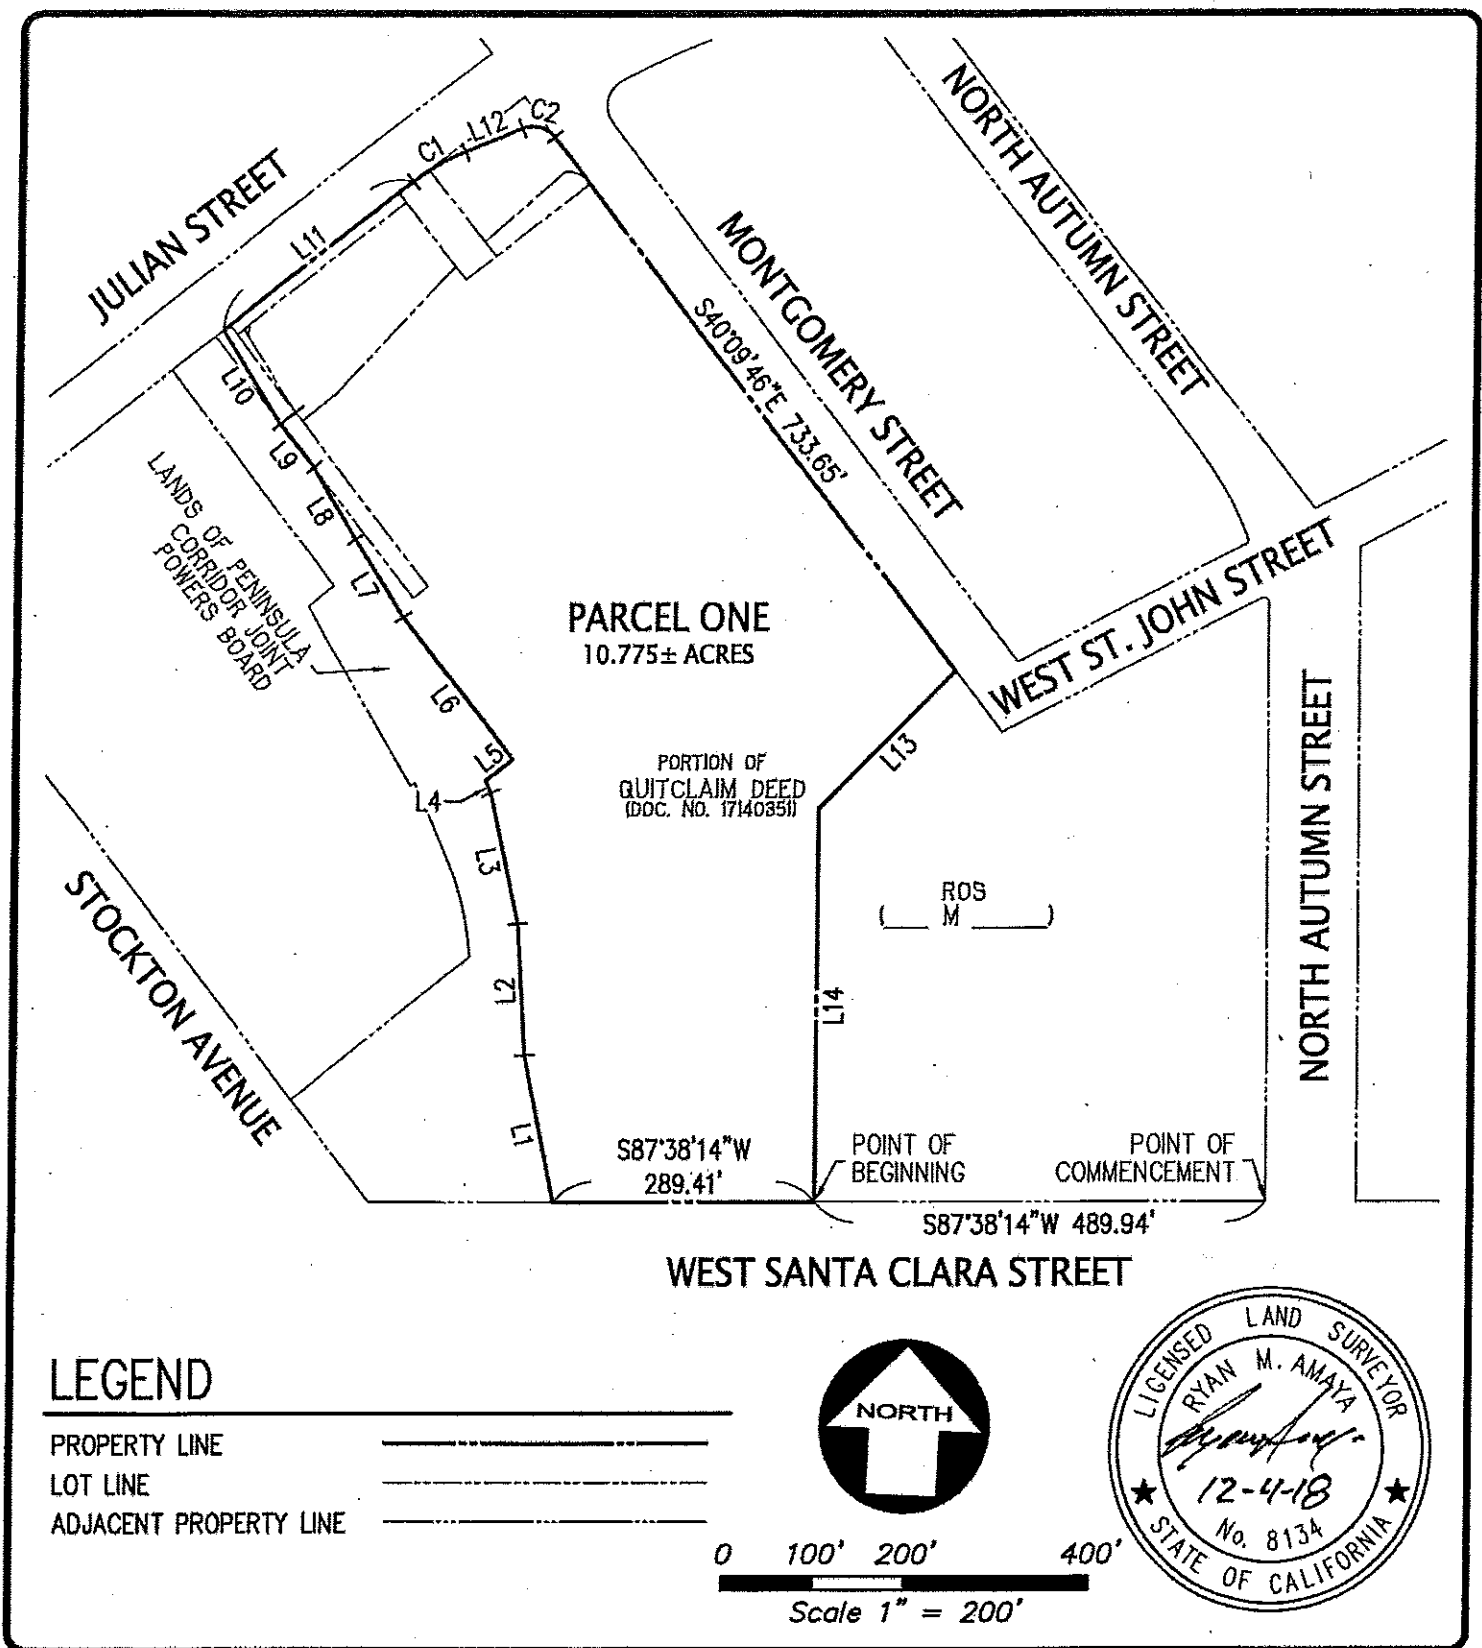 JULIAN STREET
C1
L12
C2
NORTH AUTUMN STREET
L11
MONTGOMERY STREET
S40°09'46"E 733.65'
L10
L9
L8
L7
L6
L5
L4
L3
L2
L1
LANDS OF PENINSULA
CORRIDOR JOINT
POWERS BOARD
PARCEL ONE
10.775± ACRES
WEST ST. JOHN STREET
L13
PORTION OF
QUITCLAIM DEED
(DOC. NO. 17140351)
STOCKTON AVENUE
ROS
( ___ M ______ )
L14
NORTH AUTUMN STREET
S87°38'14"W
289.41'
POINT OF
BEGINNING
POINT OF
COMMENCEMENT
S87°38'14"W 489.94'
WEST SANTA CLARA STREET
LEGEND
PROPERTY LINE
LOT LINE
ADJACENT PROPERTY LINE
NORTH
0 100' 200' 400'
Scale 1" = 200'
LICENSED LAND SURVEYOR
RYAN M. AMAYA
12-4-18
No. 8134
STATE OF CALIFORNIA